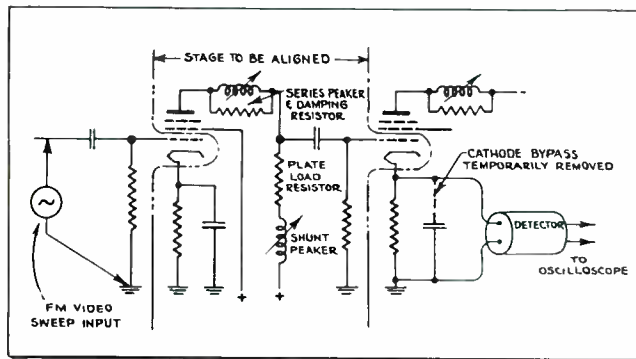 STAGE TO BE ALIGNED
SERIES PEAKER
& DAMPING
RESISTOR
PLATE
LOAD
RESISTOR
SHUNT
PEAKER
CATHODE BYPASS
TEMPORARILY REMOVED
DETECTOR
TO
OSCILLOSCOPE
FM VIDEO
SWEEP INPUT
+
+